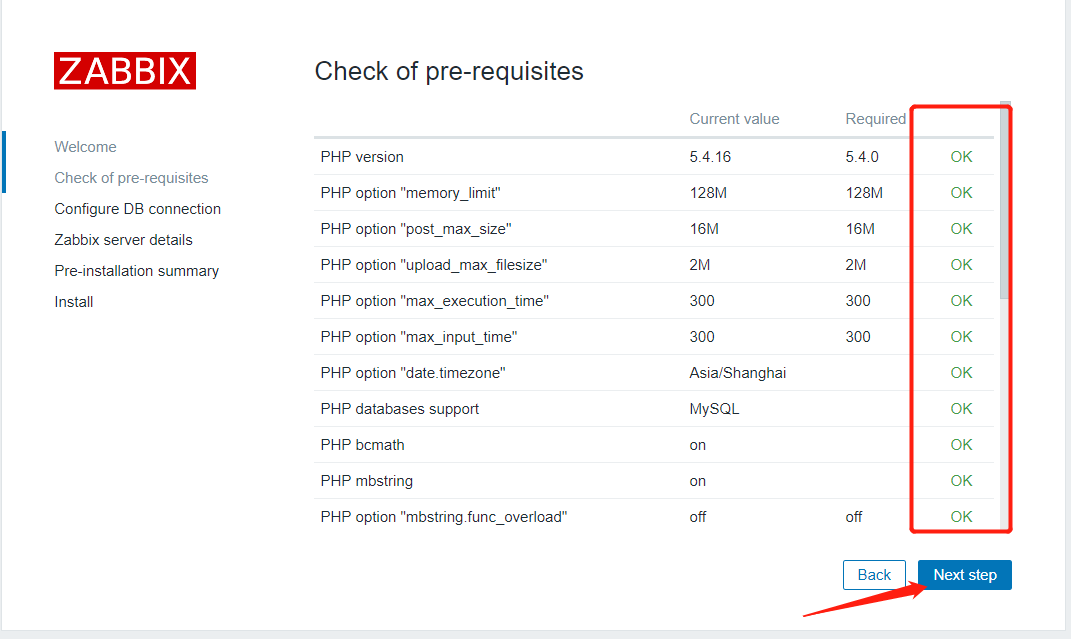 ZABBIX
Welcome
Check of pre-requisites
Configure DB connection
Zabbix server details
Pre-installation summary
Install
Check of pre-requisites
Current value Required
PHP version 5.4.16 5.4.0 OK
PHP option "memory_limit" 128M 128M OK
PHP option "post_max_size" 16M 16M OK
PHP option "upload_max_filesize" 2M 2M OK
PHP option "max_execution_time" 300 300 OK
PHP option "max_input_time" 300 300 OK
PHP option "date.timezone" Asia/Shanghai OK
PHP databases support MySQL OK
PHP bcmath on OK
PHP mbstring on OK
PHP option "mbstring.func_overload" off off OK
Back Next step